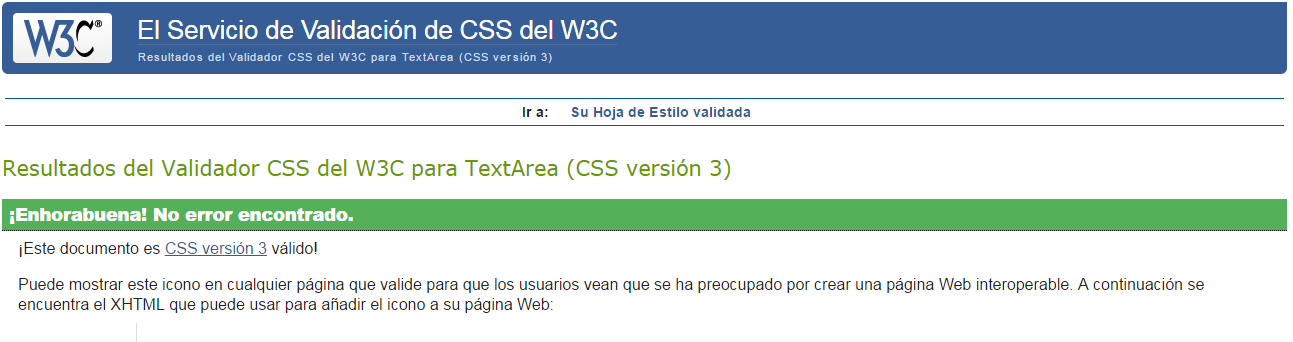 W3C®
El Servicio de Validación de CSS del W3C
Resultados del Validador CSS del W3C para TextArea (CSS versión 3)
Ir a: Su Hoja de Estilo validada
Resultados del Validador CSS del W3C para TextArea (CSS versión 3)
¡Enhorabuena! No error encontrado.
¡Este documento es CSS versión 3 válido!
Puede mostrar este icono en cualquier página que valide para que los usuarios vean que se ha preocupado por crear una página Web interoperable. A continuación se
encuentra el XHTML que puede usar para añadir el icono a su página Web: